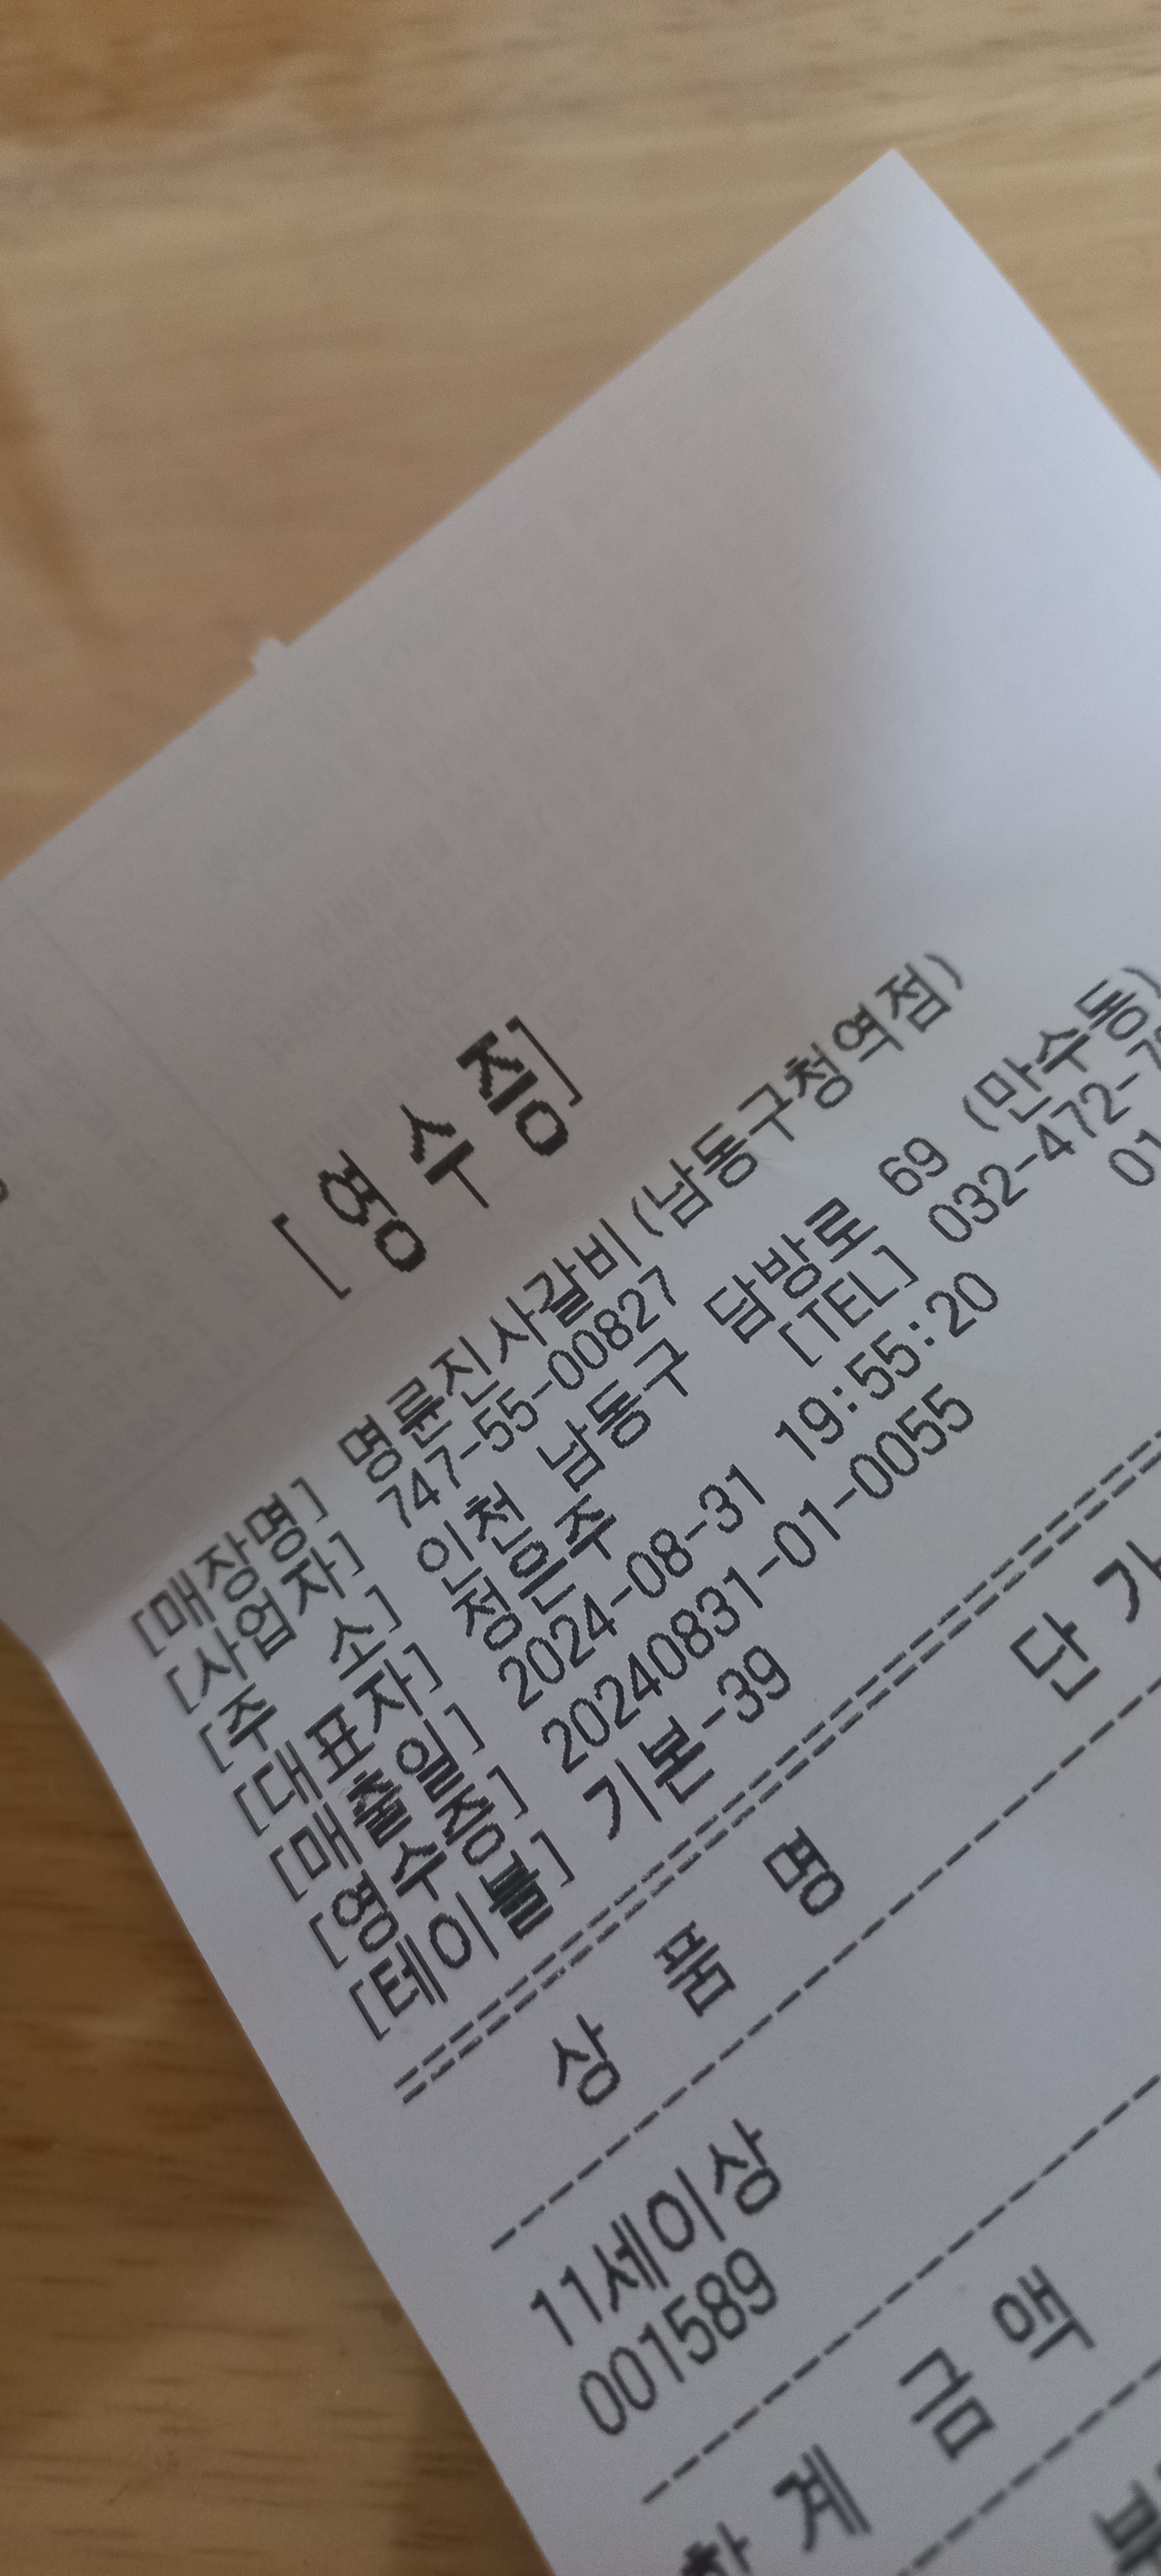 [영 수 증]
[매장명] 명륜진사갈비(남동구청역점)
[사업자] 747-55-00827
[주 소] 인천 남동구 담방로 69 (만수동)
[대표자] 정은주 [TEL] 032-472-
[매출일] 2024-08-31 19:55:20
[영수증] 20240831-01-0055
[테이블] 기본-39
상 품 명 단 가
11세이상
001589
합 계 금 액